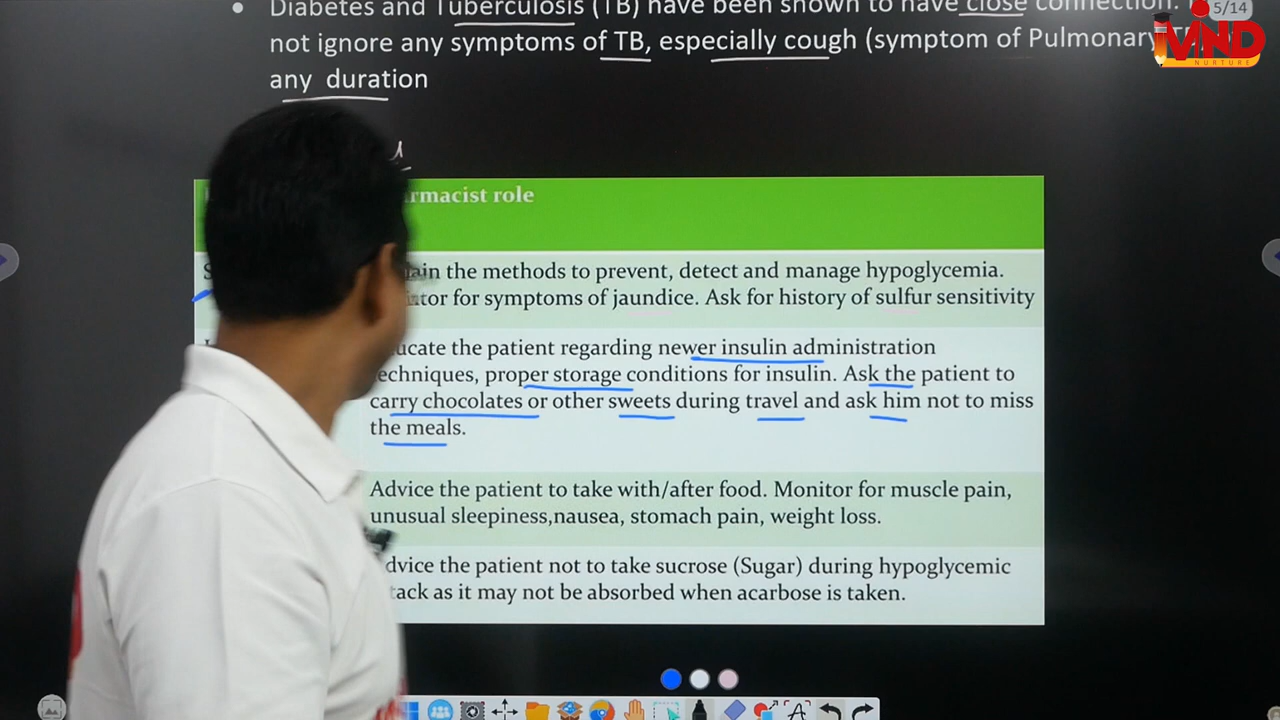 Diabetes and Tuberculosis (TB) have been shown to have close connection.
5/14
not ignore any symptoms of TB, especially cough (symptom of Pulmonary
VIND
NURTURE
any duration
rmacist role
ain the methods to prevent, detect and manage hypoglycemia.
tor for symptoms of jaundice. Ask for history of sulfur sensitivity
ucate the patient regarding newer insulin administration
echniques, proper storage conditions for insulin. Ask the patient to
carry chocolates or other sweets during travel and ask him not to miss
the meals.
Advice the patient to take with/after food. Monitor for muscle pain,
unusual sleepiness,nausea, stomach pain, weight loss.
dvice the patient not to take sucrose (Sugar) during hypoglycemic
tack as it may not be absorbed when acarbose is taken.